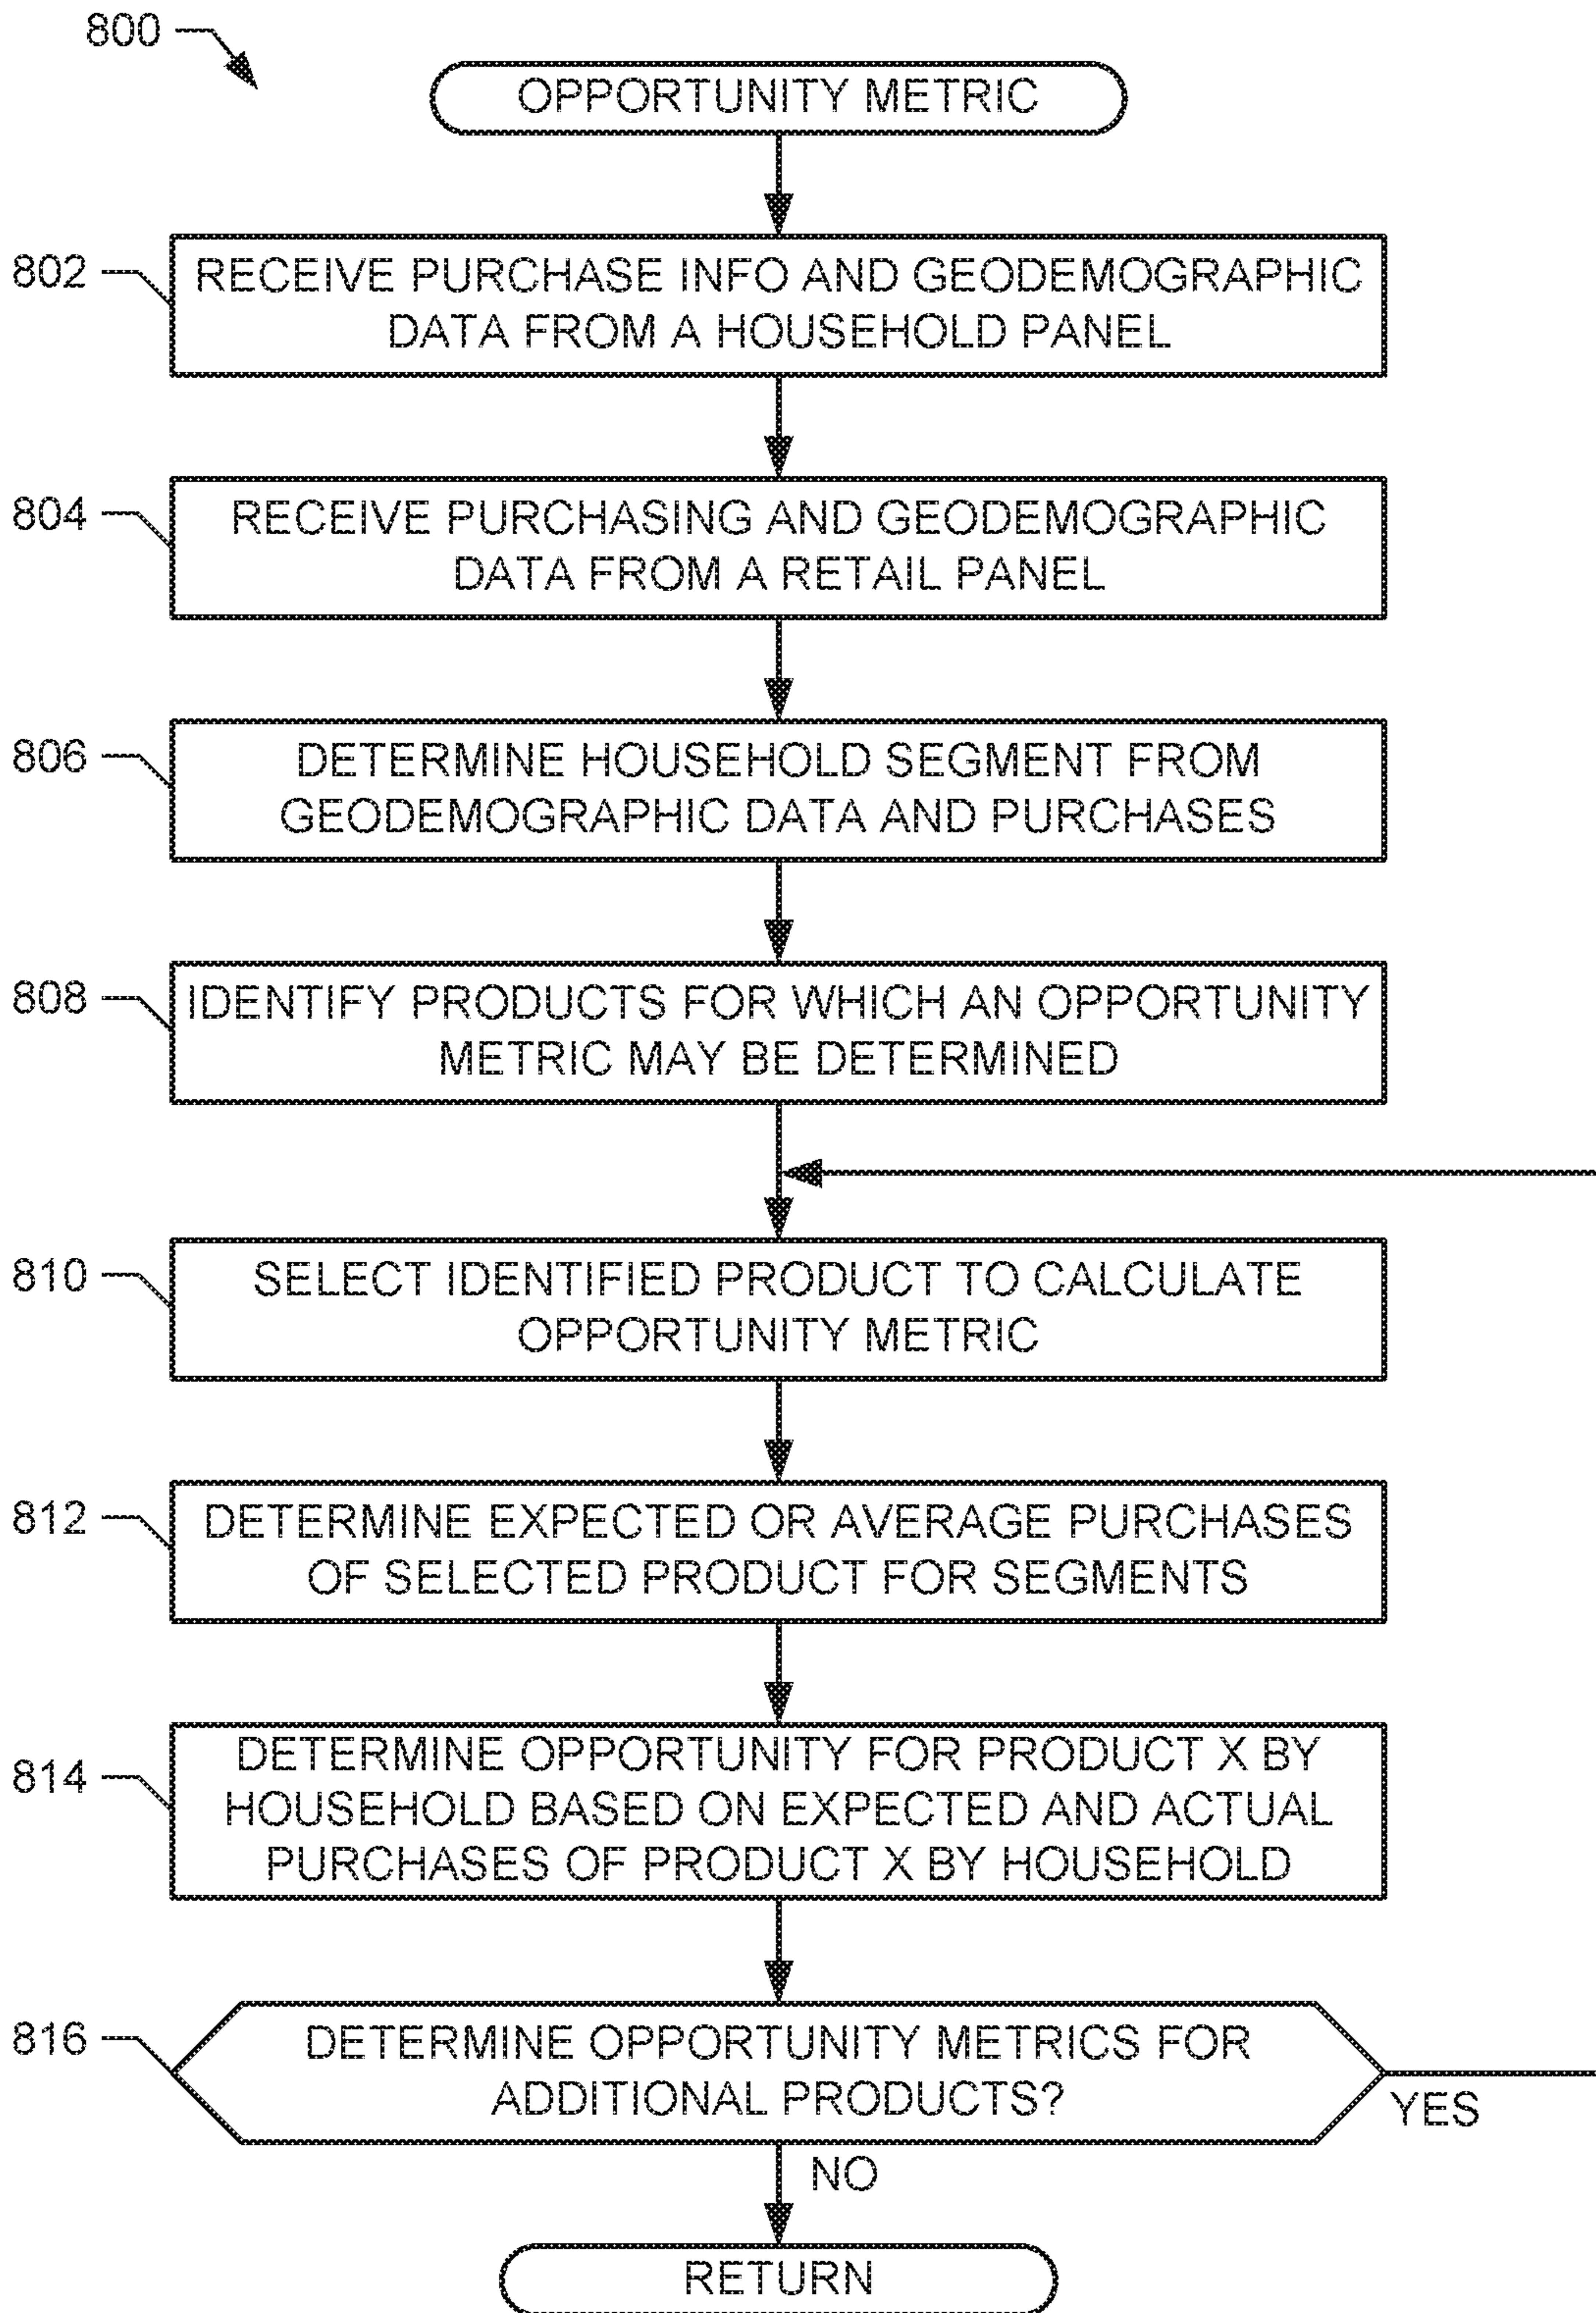 800
OPPORTUNITY METRIC
802
RECEIVE PURCHASE INFO AND GEODEMOGRAPHIC
DATA FROM A HOUSEHOLD PANEL
804
RECEIVE PURCHASING AND GEODEMOGRAPHIC
DATA FROM A RETAIL PANEL
806
DETERMINE HOUSEHOLD SEGMENT FROM
GEODEMOGRAPHIC DATA AND PURCHASES
808
IDENTIFY PRODUCTS FOR WHICH AN OPPORTUNITY
METRIC MAY BE DETERMINED
810
SELECT IDENTIFIED PRODUCT TO CALCULATE
OPPORTUNITY METRIC
812
DETERMINE EXPECTED OR AVERAGE PURCHASES
OF SELECTED PRODUCT FOR SEGMENTS
814
DETERMINE OPPORTUNITY FOR PRODUCT X BY
HOUSEHOLD BASED ON EXPECTED AND ACTUAL
PURCHASES OF PRODUCT X BY HOUSEHOLD
816
DETERMINE OPPORTUNITY METRICS FOR
ADDITIONAL PRODUCTS?
YES
NO
RETURN